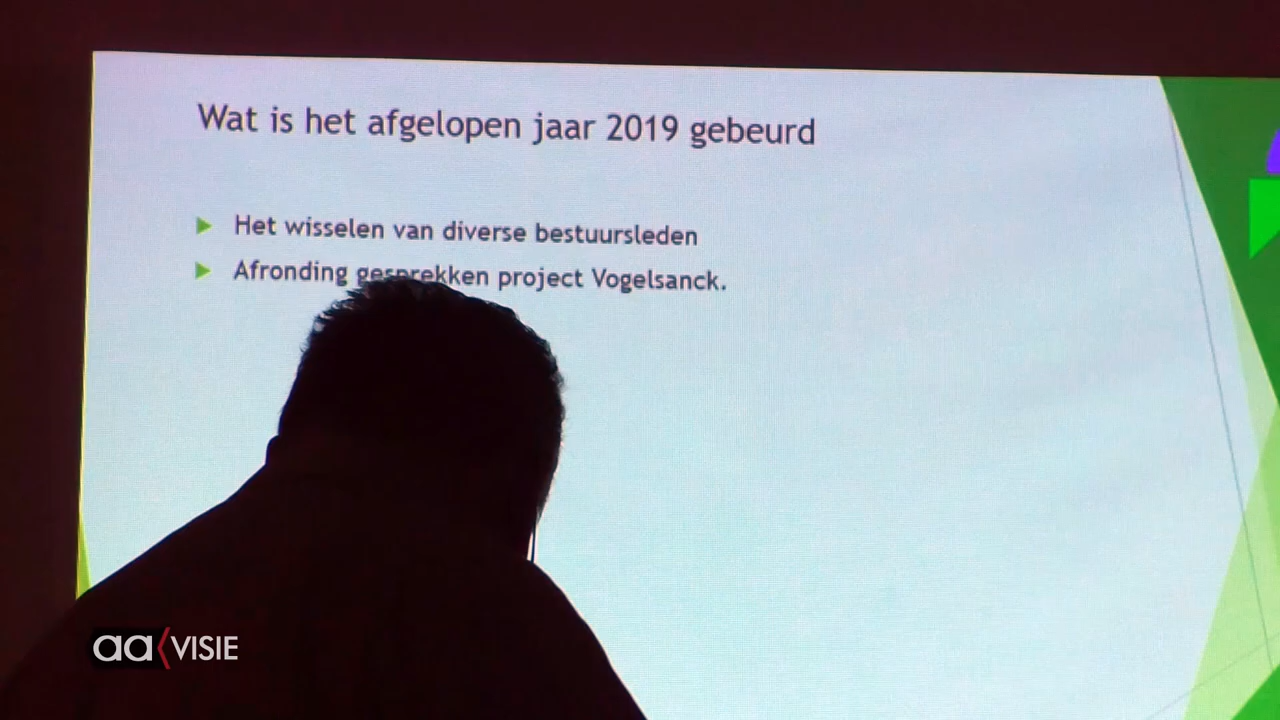 Wat is het afgelopen jaar 2019 gebeurd
Het wisselen van diverse bestuursleden
Afronding gesprekken project Vogelsanck.
aa VISIE